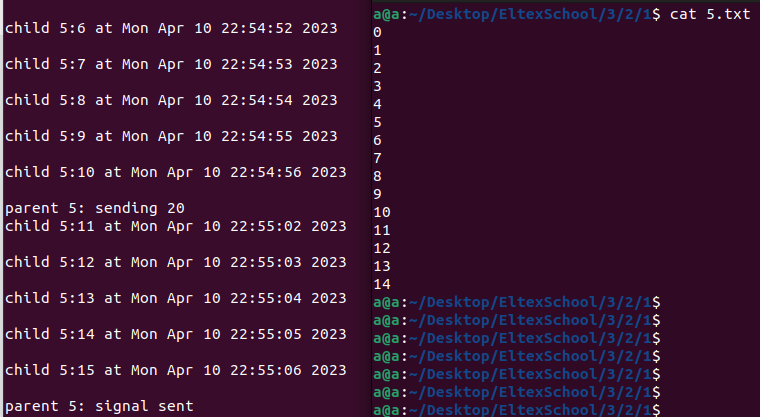 child 5:6 at Mon Apr 10 22:54:52 2023
child 5:7 at Mon Apr 10 22:54:53 2023
child 5:8 at Mon Apr 10 22:54:54 2023
child 5:9 at Mon Apr 10 22:54:55 2023
child 5:10 at Mon Apr 10 22:54:56 2023
parent 5: sending 20
child 5:11 at Mon Apr 10 22:55:02 2023
child 5:12 at Mon Apr 10 22:55:03 2023
child 5:13 at Mon Apr 10 22:55:04 2023
child 5:14 at Mon Apr 10 22:55:05 2023
child 5:15 at Mon Apr 10 22:55:06 2023
parent 5: signal sent
a@a:~/Desktop/EltexSchool/3/2/1$ cat 5.txt
0
1
2
3
4
5
6
7
8
9
10
11
12
13
14
a@a:~/Desktop/EltexSchool/3/2/1$
a@a:~/Desktop/EltexSchool/3/2/1$
a@a:~/Desktop/EltexSchool/3/2/1$
a@a:~/Desktop/EltexSchool/3/2/1$
a@a:~/Desktop/EltexSchool/3/2/1$
a@a:~/Desktop/EltexSchool/3/2/1$
a@a:~/Desktop/EltexSchool/3/2/1$